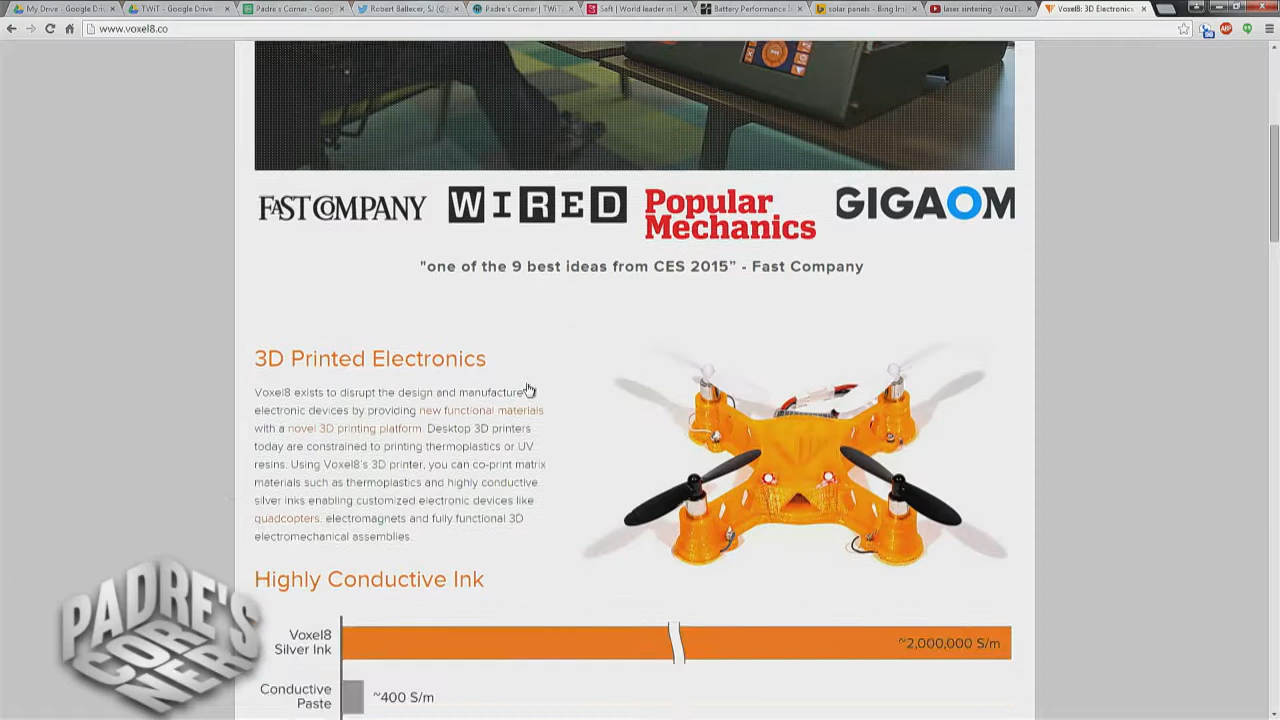 My Drive - Google Driv
TWiT - Google Drive
Padre's Corner - Goog
Robert Ballecer, SJ (@
Padre's Corner | TWiT
Saft | World leader in
Battery Performance
solar panels - Bing Im
laser sintering - YouT
Voxel8: 3D Electronics
www.voxel8.co
FAST COMPANY
WIRED
Popular
Mechanics
GIGAOM
"one of the 9 best ideas from CES 2015” - Fast Company
3D Printed Electronics
Voxel8 exists to disrupt the design and manufacture
electronic devices by providing new functional materials
with a novel 3D printing platform. Desktop 3D printers
today are constrained to printing thermoplastics or UV
resins. Using Voxel8's 3D printer, you can co-print matrix
materials such as thermoplastics and highly conductive
silver inks enabling customized electronic devices like
quadcopters, electromagnets and fully functional 3D
electromechanical assemblies.
Highly Conductive Ink
Voxel8
Silver Ink
~2,000,000 S/m
Conductive
Paste
~400 S/m
PADRE'S
COR
NERS